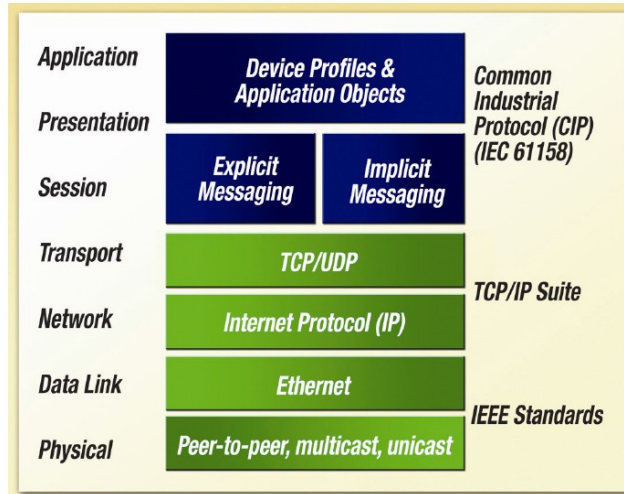 Application
Device Profiles &
Application Objects
Common
Industrial
Protocol (CIP)
(IEC 61158)
Presentation
Session
Explicit
Messaging
Implicit
Messaging
Transport
TCP/UDP
TCP/IP Suite
Network
Internet Protocol (IP)
Data Link
Ethernet
IEEE Standards
Physical
Peer-to-peer, multicast, unicast